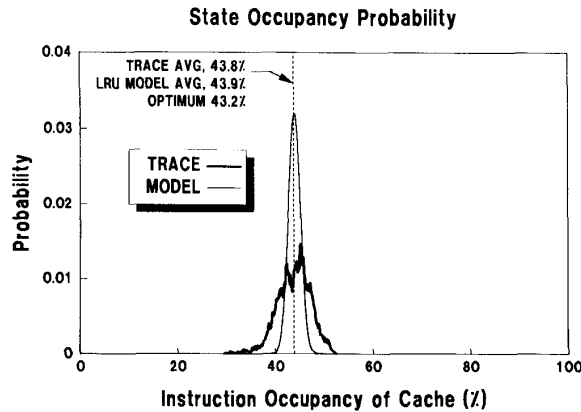 State Occupancy Probability
0.04
TRACE AVG, 43.8%
LRU MODEL AVG, 43.9%
OPTIMUM 43.2%
0.03
TRACE
MODEL
0.02
Probability
0.01
0
0 20 40 60 80 100
Instruction Occupancy of Cache (%)